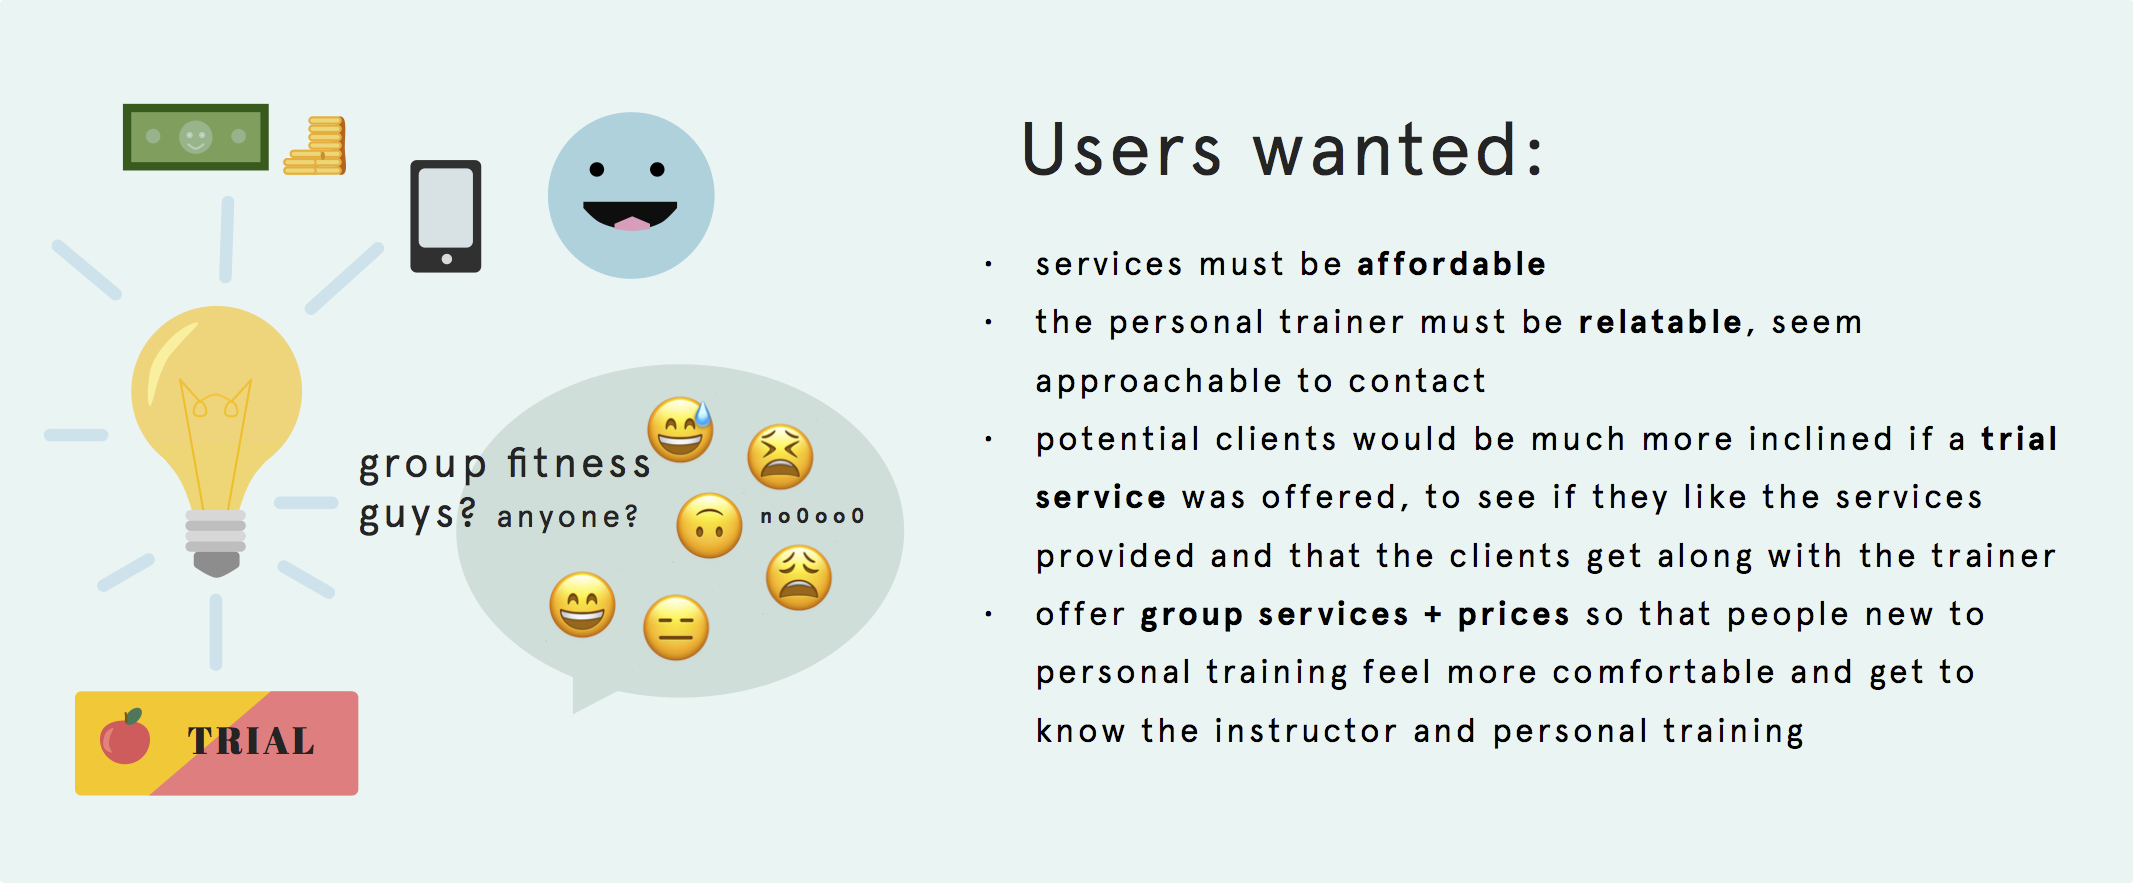 group fitness
guys? anyone?
no0oo0
TRIAL
Users wanted:
· services must be affordable
· the personal trainer must be relatable, seem
approachable to contact
· potential clients would be much more inclined if a trial
service was offered, to see if they like the services
provided and that the clients get along with the trainer
· offer group services + prices so that people new to
personal training feel more comfortable and get to
know the instructor and personal training